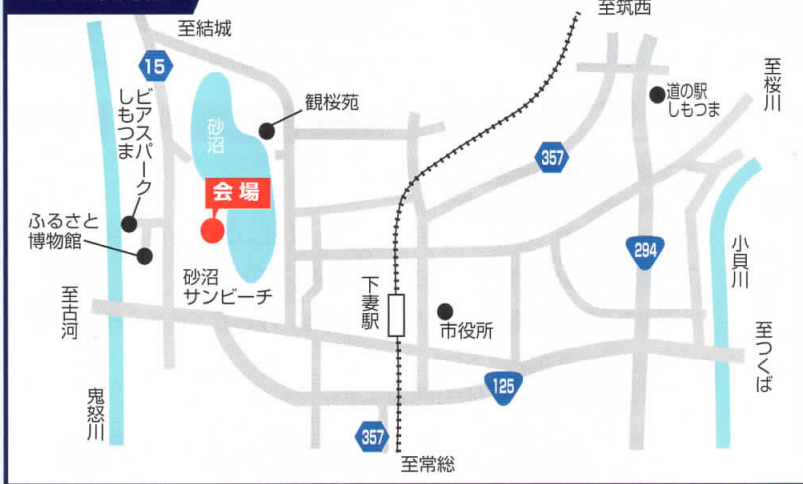 至結城
至筑西
15
観桜苑
道の駅
しもつま
至桜川
ビアスパーク
しもつま
砂沼
357
会場
ふるさと
博物館
294
小貝川
砂沼
サンビーチ
下妻駅
至古河
市役所
至つくば
125
鬼怒川
357
至常総